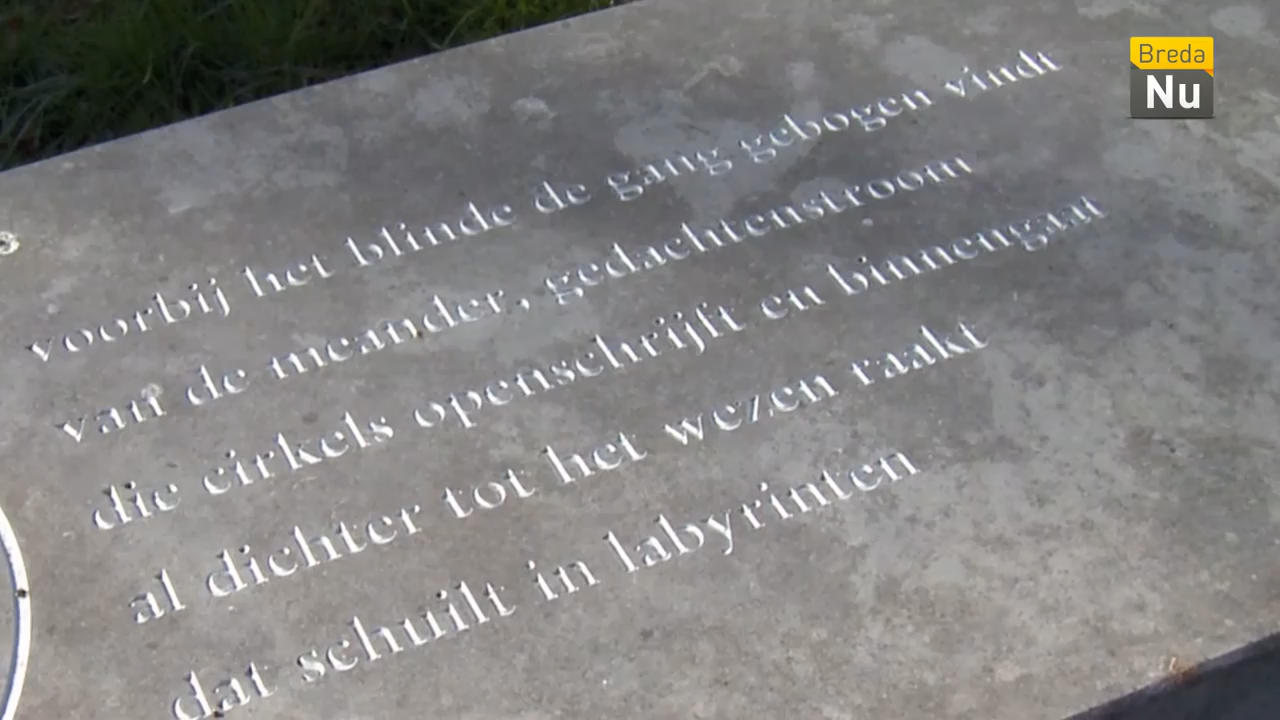 Breda
Nu
voorbij het blinde de gang gebogen vindt
van de meander, gedachtenstroom
die cirkels openschrijft en binnengaat
al dichter tot het wezen raakt
dat schuilt in labyrinten